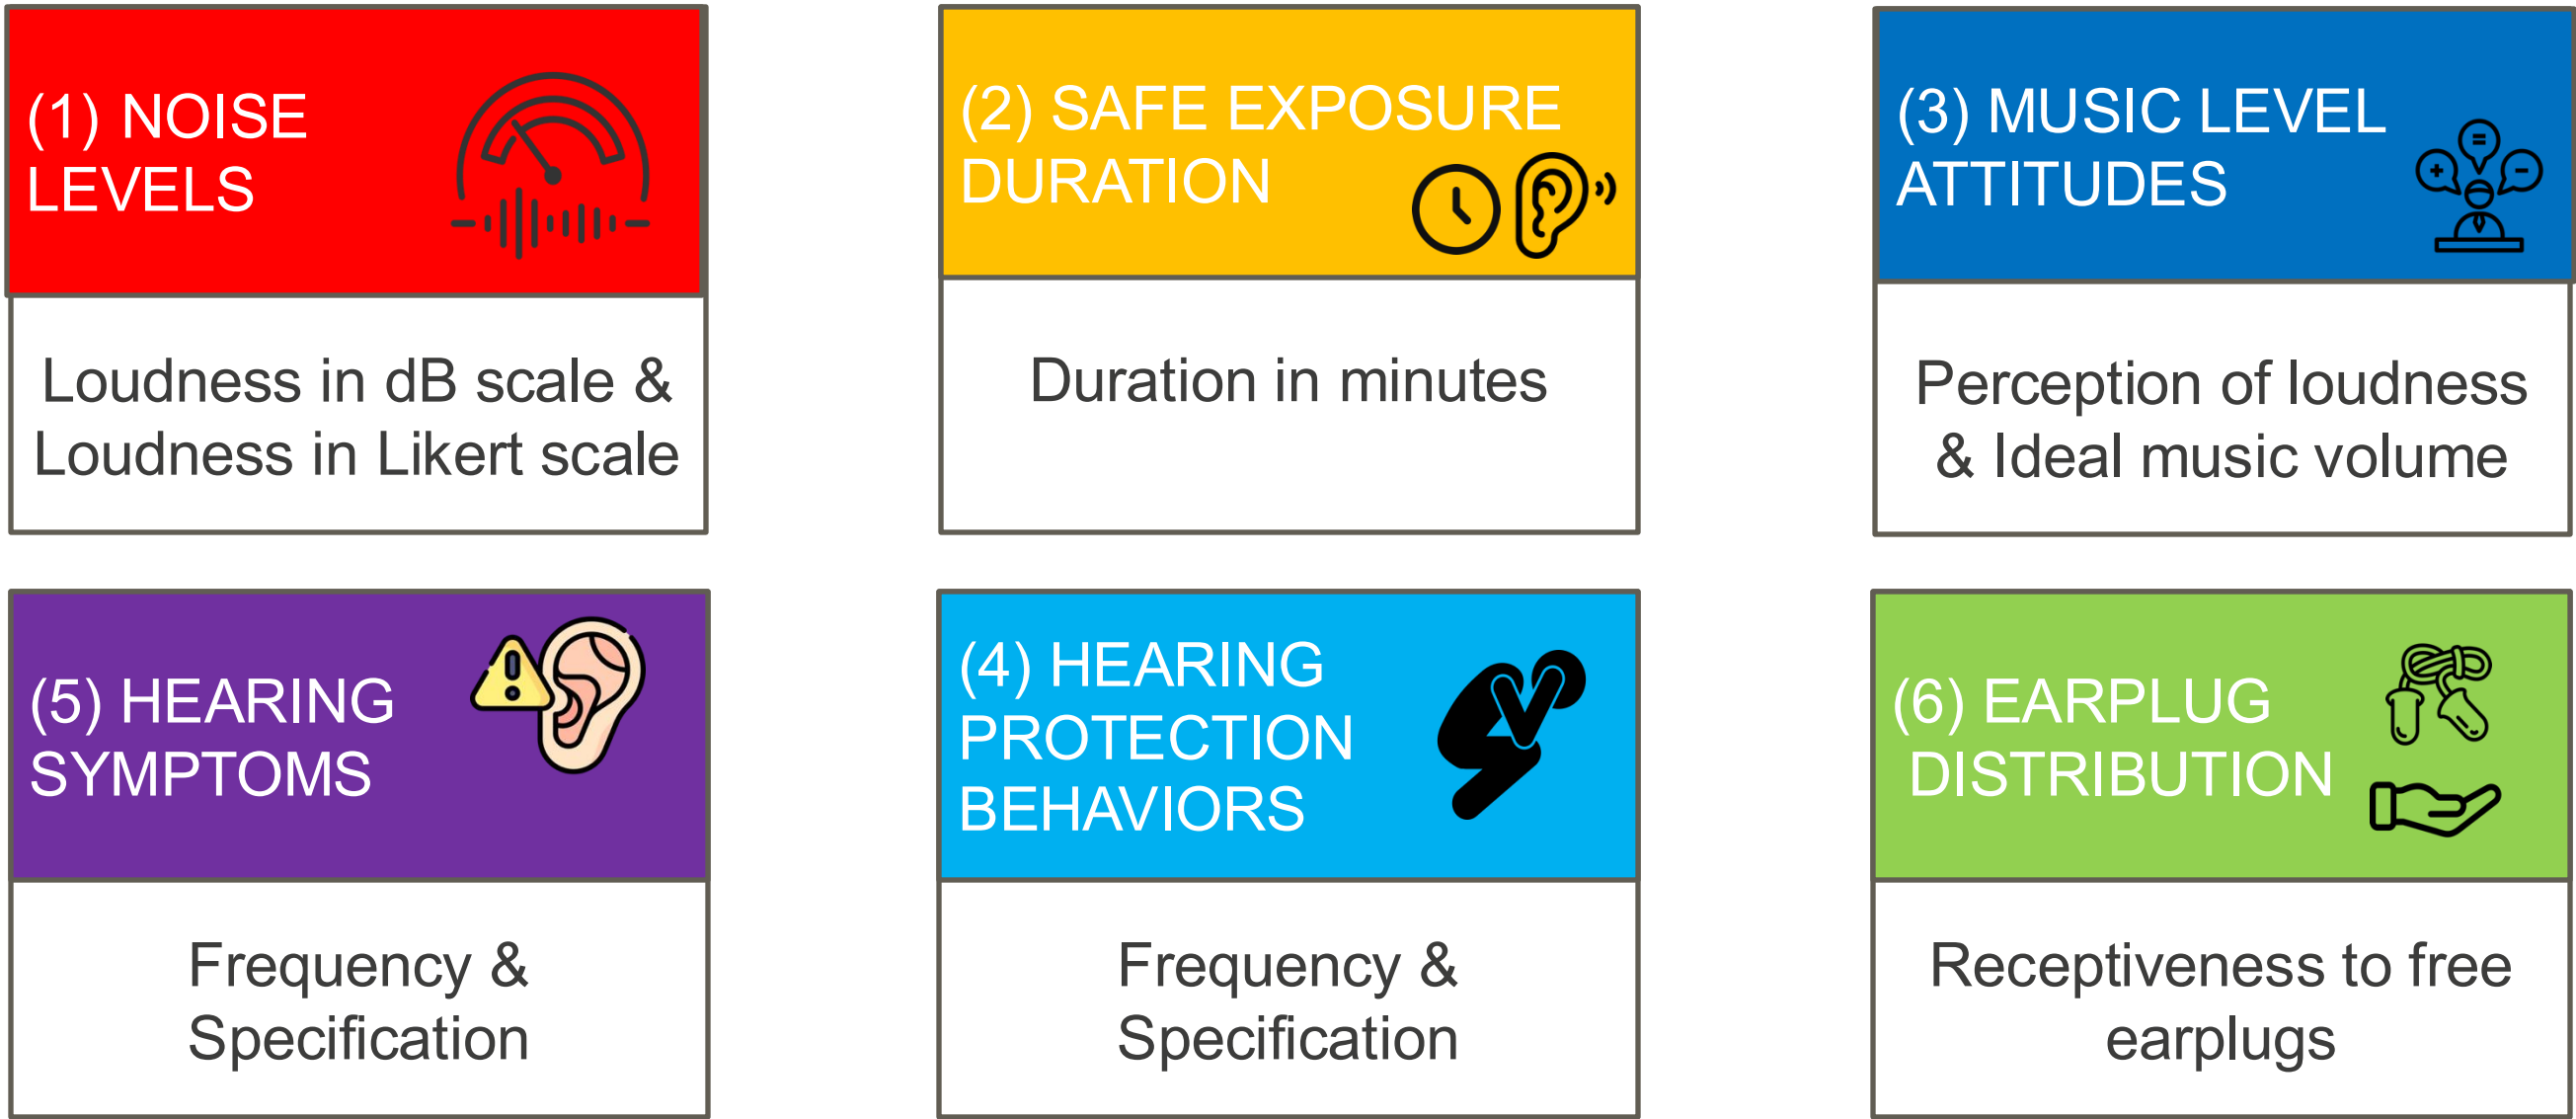 (1) NOISE
LEVELS
Loudness in dB scale &
Loudness in Likert scale
(2) SAFE EXPOSURE
DURATION
Duration in minutes
(3) MUSIC LEVEL
ATTITUDES
Perception of loudness
& Ideal music volume
(5) HEARING
SYMPTOMS
Frequency &
Specification
(4) HEARING
PROTECTION
BEHAVIORS
Frequency &
Specification
(6) EARPLUG
DISTRIBUTION
Receptiveness to free
earplugs